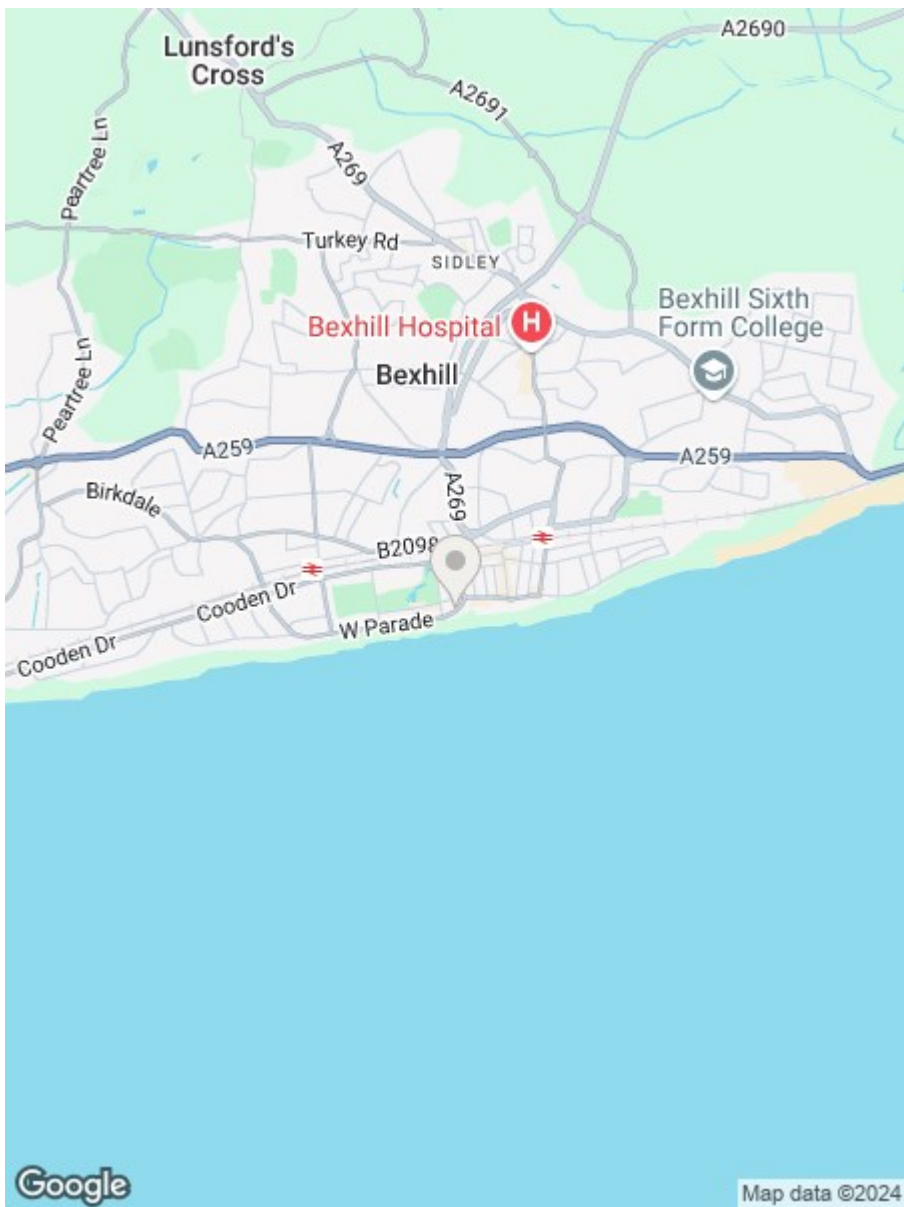 A2690
Lunsford's
Cross
A2691
Peartree Ln
A269
Turkey Rd
SIDLEY
Bexhill Sixth
Form College
Bexhill Hospital
H
Bexhill
Peartree Ln
A259
A259
Birkdale
A269
B2098
Cooden Dr
W Parade
Cooden Dr
Google
Map data ©2024